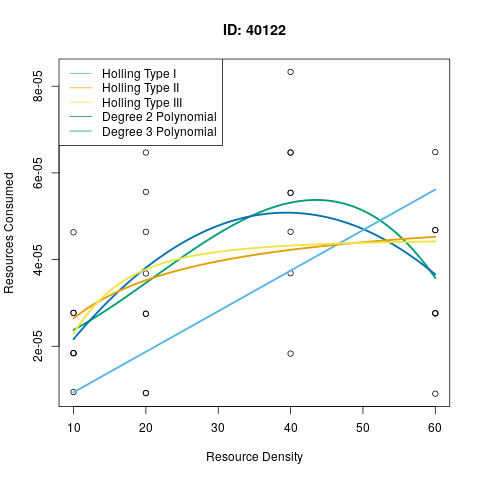 ID: 40122
Holling Type I
Holling Type II
Holling Type III
Degree 2 Polynomial
Degree 3 Polynomial
Resources Consumed
8e-05
6e-05
4e-05
2e-05
10 20 30 40 50 60
Resource Density